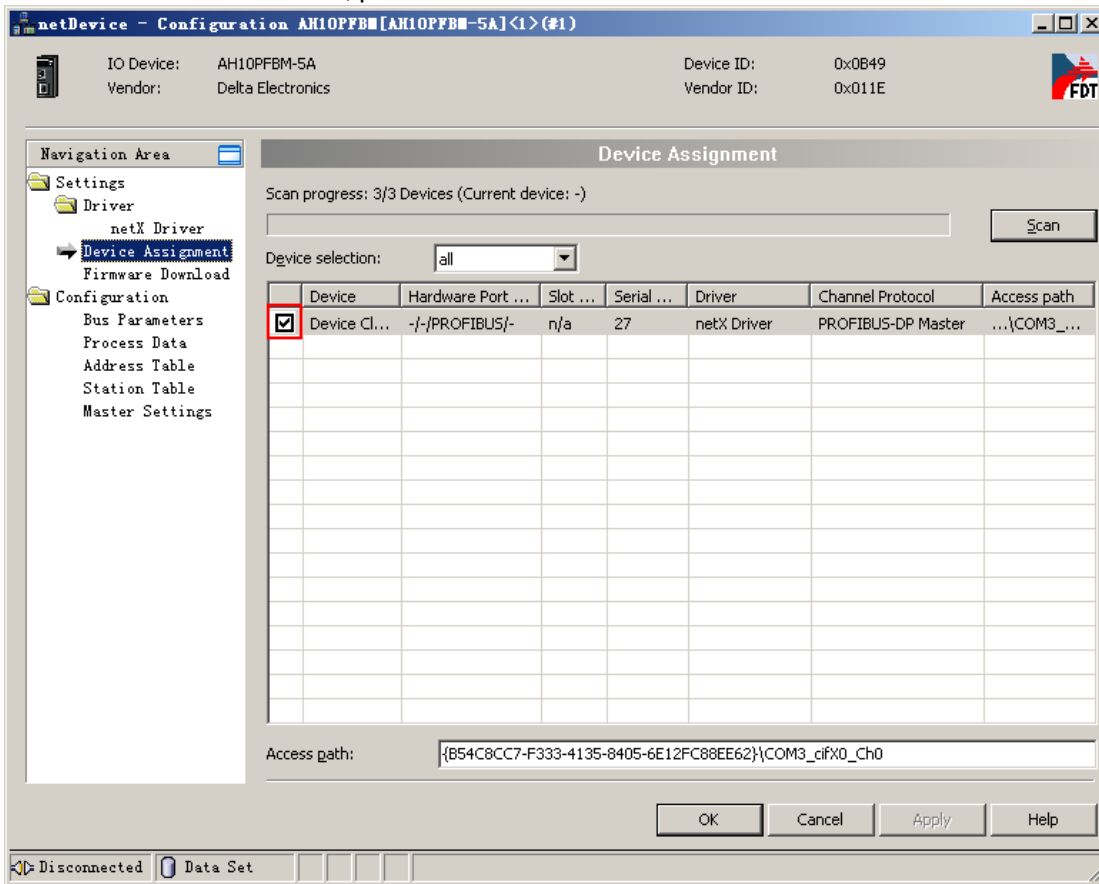 netDevice - Configuration AH10PFBM[AH10PFBM-5A]<1>(#1)
IO Device: AH10PFBM-5A Device ID: 0x0B49
Vendor: Delta Electronics Vendor ID: 0x011E
FDT
Navigation Area
Settings
Driver
netX Driver
Device Assignment
Firmware Download
Configuration
Bus Parameters
Process Data
Address Table
Station Table
Master Settings
Device Assignment
Scan progress: 3/3 Devices (Current device: -)
Scan
Device selection: all
Device Hardware Port ... Slot ... Serial ... Driver Channel Protocol Access path
Device Cl... -/-/PROFIBUS/- n/a 27 netX Driver PROFIBUS-DP Master ...\COM3_...
Access path: {B54C8CC7-F333-4135-8405-6E12FC88EE62}\COM3_cifX0_Ch0
OK Cancel Apply Help
Disconnected Data Set